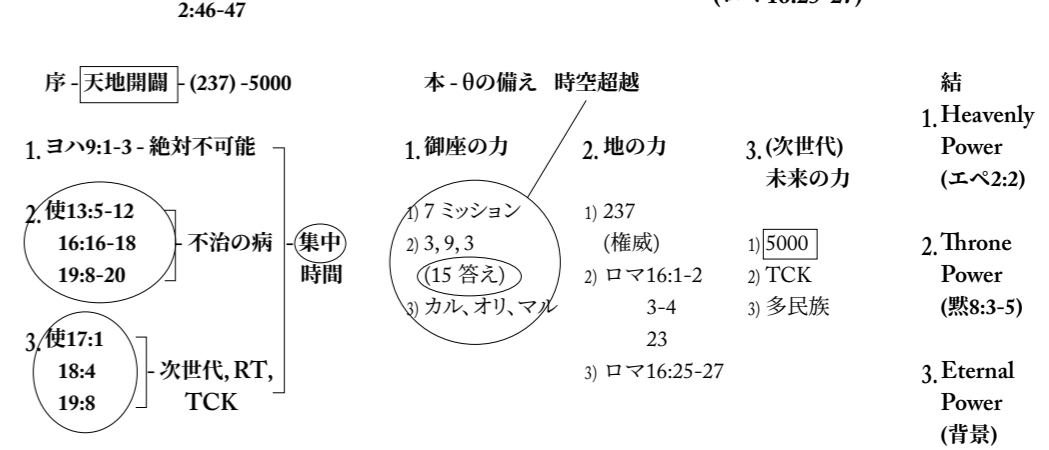 2:46-47
序 - 天地開闢 - (237) -5000
1. ヨハ9:1-3 - 絶対不可能
2. 使13:5-12
16:16-18 - 不治の病 - 集中
19:8-20 時間
3. 使17:1
18:4 - 次世代, RT,
19:8 TCK
本 - θの備え 時空超越
1. 御座の力
1) 7 ミッション
2) 3, 9, 3
(15 答え)
3) カル、オリ、マル
2. 地の力
1) 237
(権威)
2) ロマ16:1-2
3-4
23
3) ロマ16:25-27
3. (次世代)
未来の力
1) 5000
2) TCK
3) 多民族
結
1. Heavenly
Power
(エペ2:2)
2. Throne
Power
(黙8:3-5)
3. Eternal
Power
(背景)